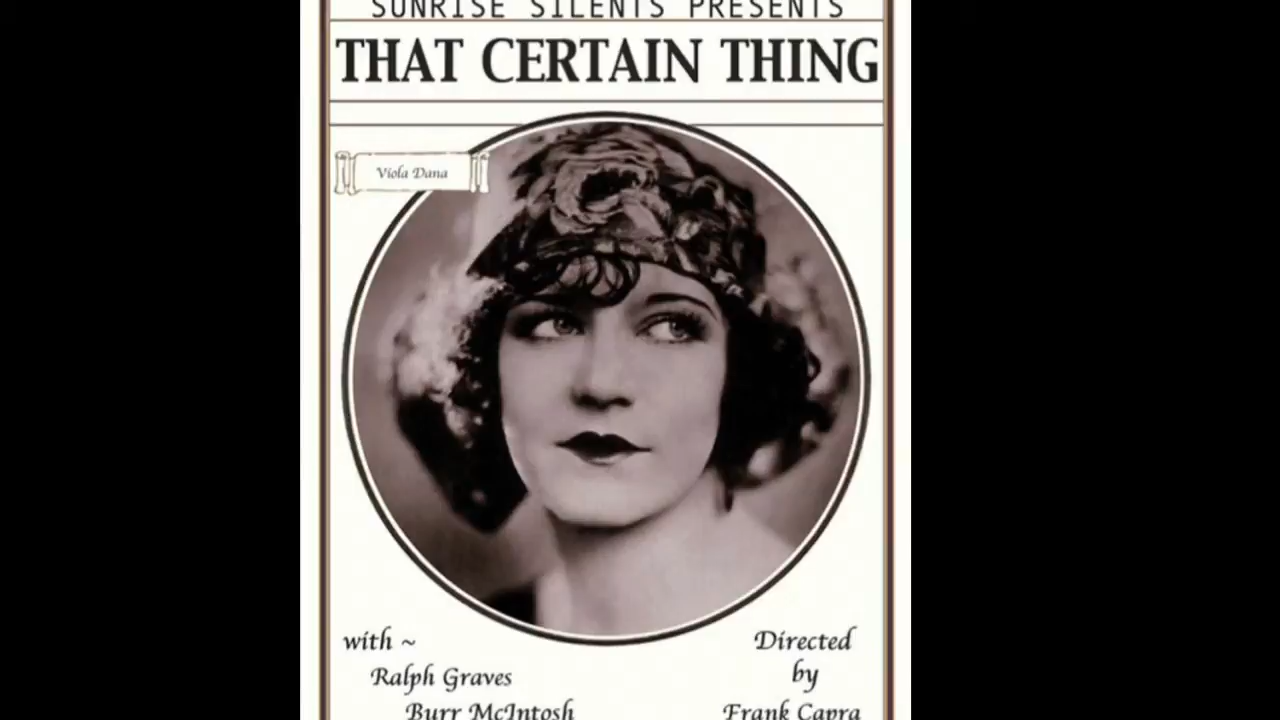 SUNRISE SILENTS PRESENTS
THAT CERTAIN THING
Viola Dana
with ~
Ralph Graves
Burr McIntosh
Directed
by
Frank Capra